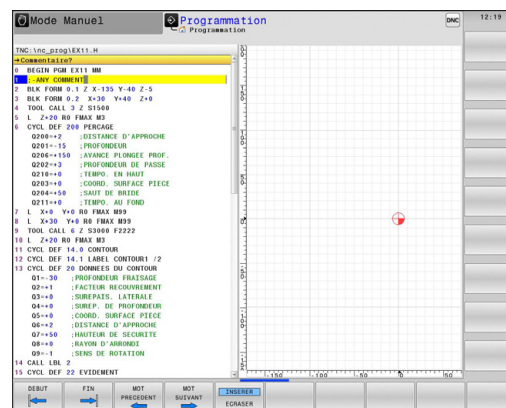 Mode Manuel
Programmation
Programmation
DNC
12:19
TNC:\nc_prog\EX11.H
→Commentaire?
0 BEGIN PGM EX11 MM
1 ;-ANY COMMENT
2 BLK FORM 0.1 Z X-135 Y-40 Z-5
3 BLK FORM 0.2 X+30 Y+40 Z+0
4 TOOL CALL 3 Z S1500
5 L Z+20 R0 FMAX M3
6 CYCL DEF 200 PERCAGE
Q200=+2 ;DISTANCE D'APPROCHE
Q201=-15 ;PROFONDEUR
Q206=+150 ;AVANCE PLONGEE PROF.
Q202=+3 ;PROFONDEUR DE PASSE
Q210=+0 ;TEMPO. EN HAUT
Q203=+0 ;COORD. SURFACE PIECE
Q204=+50 ;SAUT DE BRIDE
Q211=+0 ;TEMPO. AU FOND
7 L X+0 Y+0 R0 FMAX M99
8 L X+30 Y+0 R0 FMAX M99
9 TOOL CALL 6 Z S3000 F2222
10 L Z+20 R0 FMAX M3
11 CYCL DEF 14.0 CONTOUR
12 CYCL DEF 14.1 LABEL CONTOUR1 /2
13 CYCL DEF 20 DONNEES DU CONTOUR
Q1=-30 ;PROFONDEUR FRAISAGE
Q2=+1 ;FACTEUR RECOUVREMENT
Q3=+0 ;SUREPAIS. LATERALE
Q4=+0 ;SUREP. DE PROFONDEUR
Q5=+0 ;COORD. SURFACE PIECE
Q6=+2 ;DISTANCE D'APPROCHE
Q7=+50 ;HAUTEUR DE SECURITE
Q8=+0 ;RAYON D'ARRONDI
Q9=-1 ;SENS DE ROTATION
14 CALL LBL 2
15 CYCL DEF 22 EVIDEMENT
-150 -100 -50 0 50
DEBUT
FIN
MOT PRECEDENT
MOT SUIVANT
INSERER
ECRASER